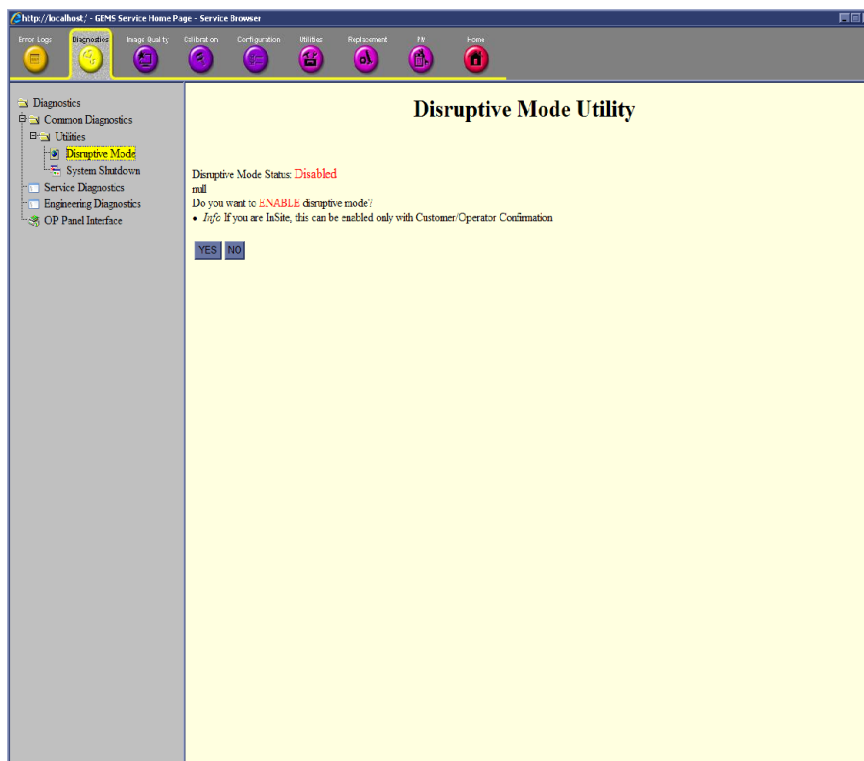 http://localhost/ - GEMS Service Home Page - Service Browser
Error Logs Diagnostics Image Quality Calibration Configuration Utilities Replacement PM Home
Diagnostics
Common Diagnostics
Utilities
Disruptive Mode
System Shutdown
Service Diagnostics
Engineering Diagnostics
OP Panel Interface
Disruptive Mode Utility
Disruptive Mode Status: Disabled
null
Do you want to ENABLE disruptive mode?
• Info If you are InSite, this can be enabled only with Customer/Operator Confirmation
YES NO